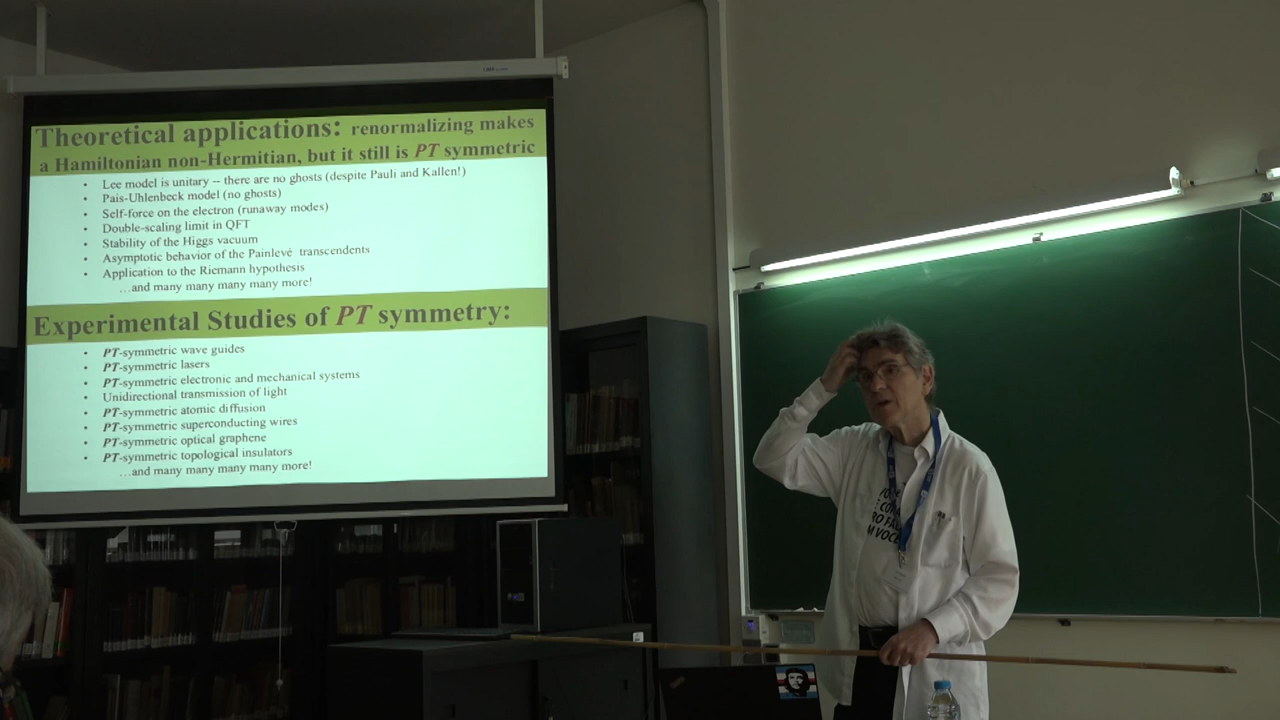 Theoretical applications: renormalizing makes
a Hamiltonian non-Hermitian, but it still is PT symmetric
• Lee model is unitary -- there are no ghosts (despite Pauli and Kallen!)
• Pais-Uhlenbeck model (no ghosts)
• Self-force on the electron (runaway modes)
• Double-scaling limit in QFT
• Stability of the Higgs vacuum
• Asymptotic behavior of the Painlevé transcendents
• Application to the Riemann hypothesis
…and many many many many more!
Experimental Studies of PT symmetry:
• PT-symmetric wave guides
• PT-symmetric lasers
• PT-symmetric electronic and mechanical systems
• Unidirectional transmission of light
• PT-symmetric atomic diffusion
• PT-symmetric superconducting wires
• PT-symmetric optical graphene
• PT-symmetric topological insulators
…and many many many many more!